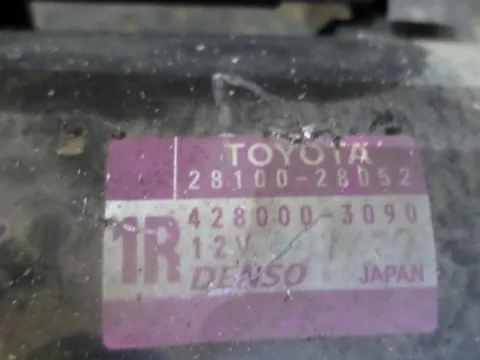 TOYOTA
28100-28052
428000-3090
1R
12V
DENSO JAPAN